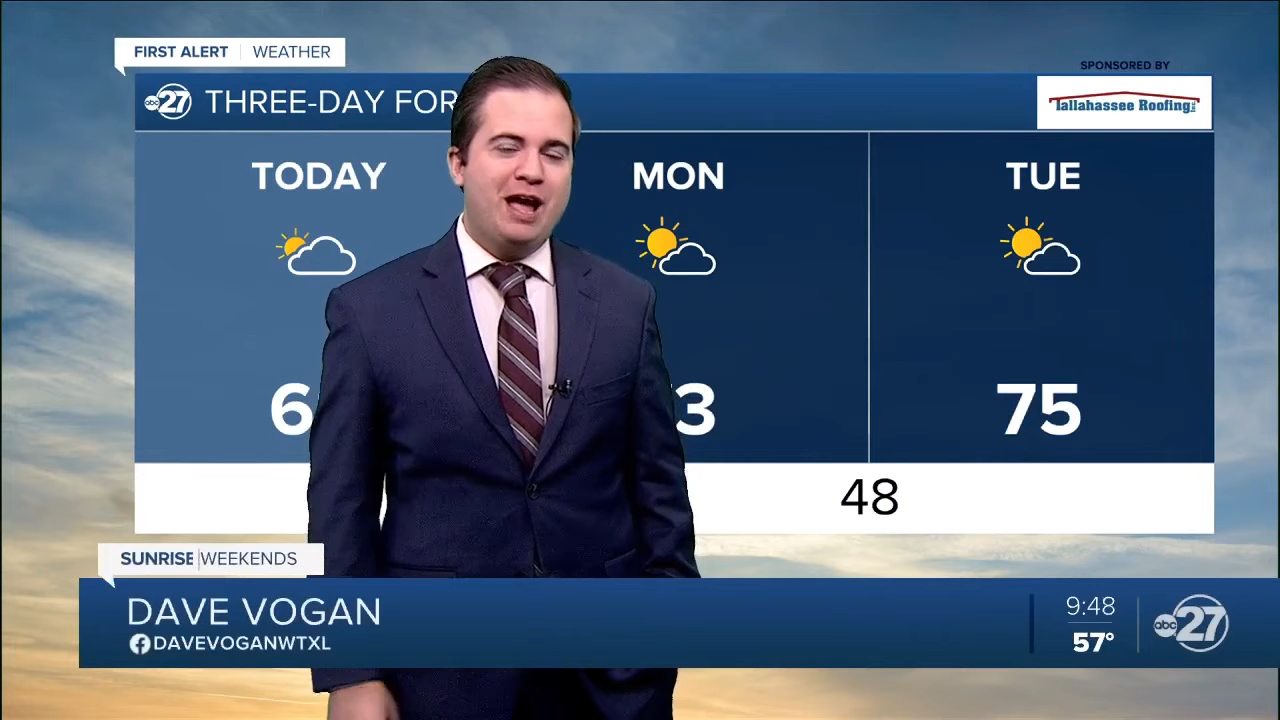 FIRST ALERT WEATHER
SPONSORED BY
abc 27 THREE-DAY FOR
Tallahassee Roofing Inc.
TODAY MON TUE
6 3 75
48
SUNRISE WEEKENDS
DAVE VOGAN
DAVEVOGANWTXL
9:48
57°
abc 27